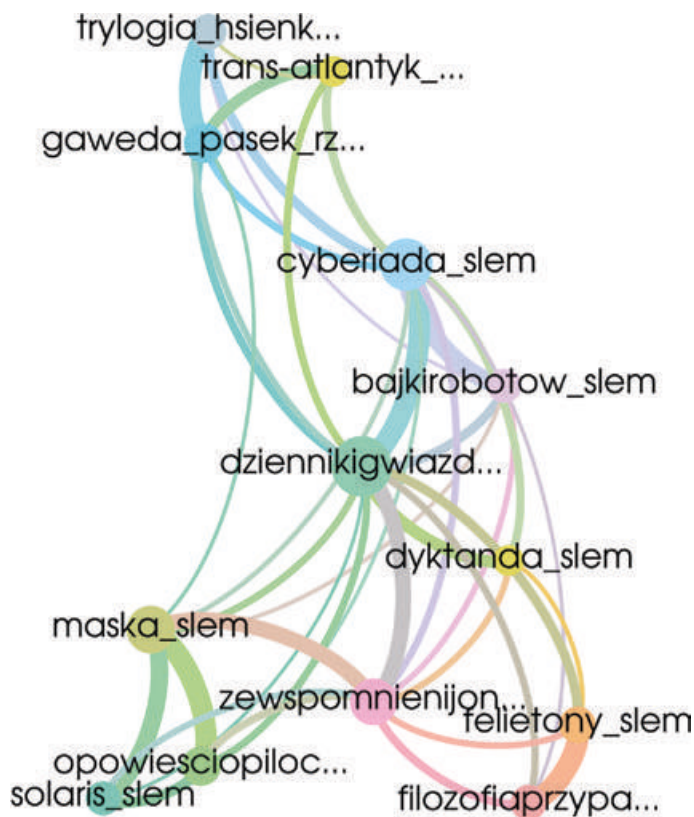 trylogia_hsienk...
trans-atlantyk_...
gaweda_pasek_rz...
cyberiada_slem
bajkirobotow_slem
dziennikigwiazd...
dyktanda_slem
maska_slem
zewspomnienijon...
felietony_slem
opowiesciopiloc...
solaris_slem
filozofiaprzypa...